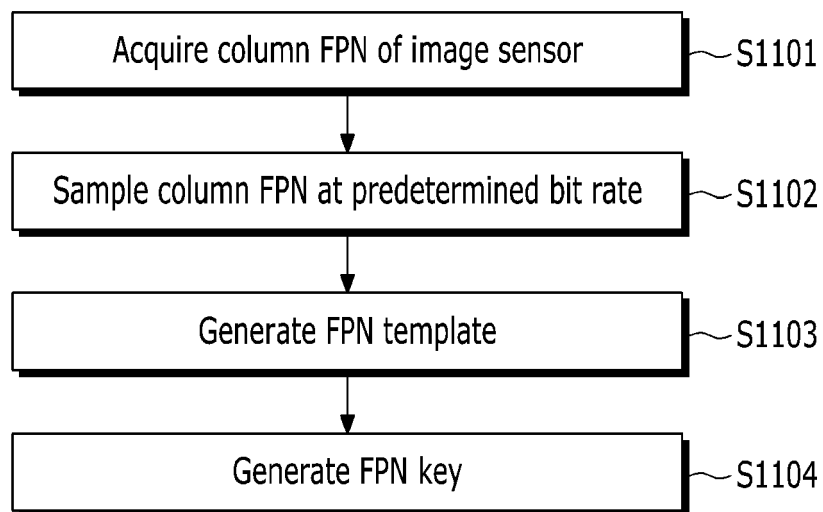 Acquire column FPN of image sensor
S1101
Sample column FPN at predetermined bit rate
S1102
Generate FPN template
S1103
Generate FPN key
S1104